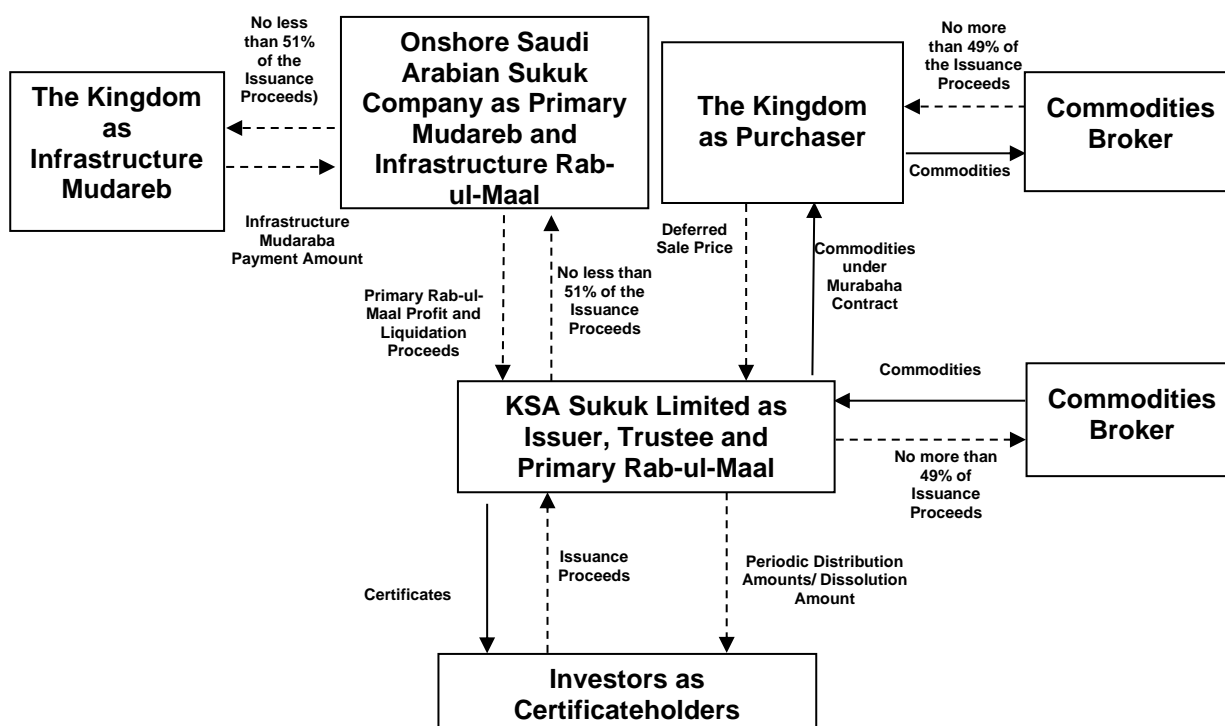 No less
than 51%
of the
Issuance
Proceeds)
The Kingdom
as
Infrastructure
Mudareb
Infrastructure
Mudaraba
Payment Amount
Onshore Saudi
Arabian Sukuk
Company as Primary
Mudareb and
Infrastructure Rab-
ul-Maal
The Kingdom
as Purchaser
No more
than 49% of
the Issuance
Proceeds
Commodities
Commodities
Broker
Primary Rab-ul-
Maal Profit and
Liquidation
Proceeds
No less than
51% of the
Issuance
Proceeds
Deferred
Sale Price
Commodities
under
Murabaha
Contract
KSA Sukuk Limited as
Issuer, Trustee and
Primary Rab-ul-Maal
Commodities
No more than
49% of
Issuance
Proceeds
Commodities
Broker
Certificates
Issuance
Proceeds
Periodic Distribution
Amounts/ Dissolution
Amount
Investors as
Certificateholders